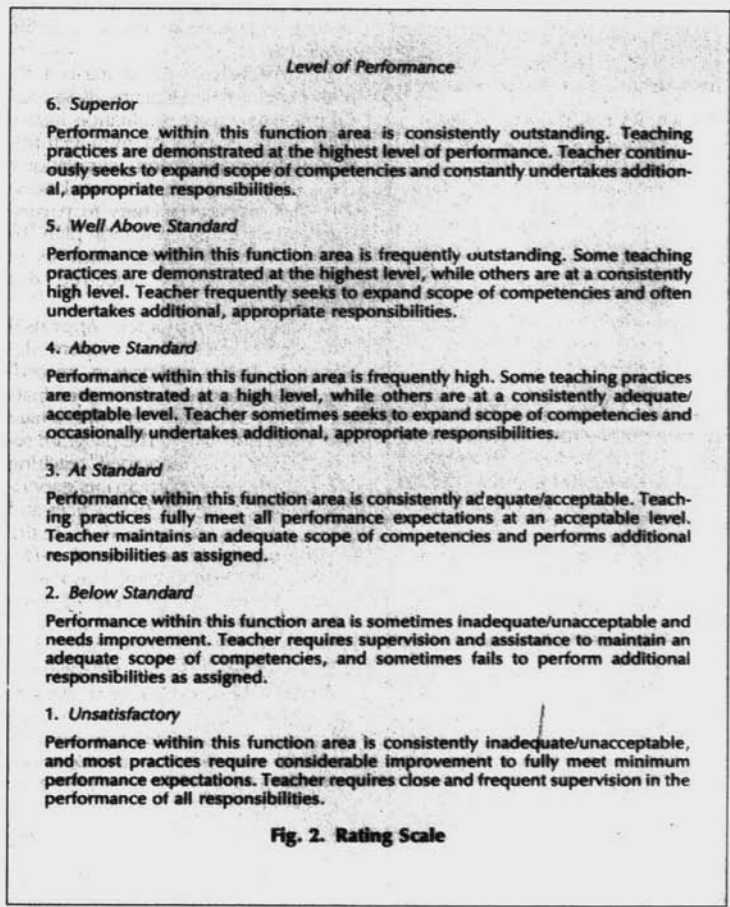 Level of Performance
6. Superior
Performance within this function area is consistently outstanding. Teaching
practices are demonstrated at the highest level of performance. Teacher continu-
ously seeks to expand scope of competencies and constantly undertakes addition-
al, appropriate responsibilities.
5. Well Above Standard
Performance within this function area is frequently outstanding. Some teaching
practices are demonstrated at the highest level, while others are at a consistently
high level. Teacher frequently seeks to expand scope of competencies and often
undertakes additional, appropriate responsibilities.
4. Above Standard
Performance within this function area is frequently high. Some teaching practices
are demonstrated at a high level, while others are at a consistently adequate/
acceptable level. Teacher sometimes seeks to expand scope of competencies and
occasionally undertakes additional, appropriate responsibilities.
3. At Standard
Performance within this function area is consistently adequate/acceptable. Teach-
ing practices fully meet all performance expectations at an acceptable level.
Teacher maintains an adequate scope of competencies and performs additional
responsibilities as assigned.
2. Below Standard
Performance within this function area is sometimes inadequate/unacceptable and
needs improvement. Teacher requires supervision and assistance to maintain an
adequate scope of competencies, and sometimes fails to perform additional
responsibilities as assigned.
1. Unsatisfactory
Performance within this function area is consistently inadequate/unacceptable,
and most practices require considerable improvement to fully meet minimum
performance expectations. Teacher requires close and frequent supervision in the
performance of all responsibilities.
Fig. 2. Rating Scale